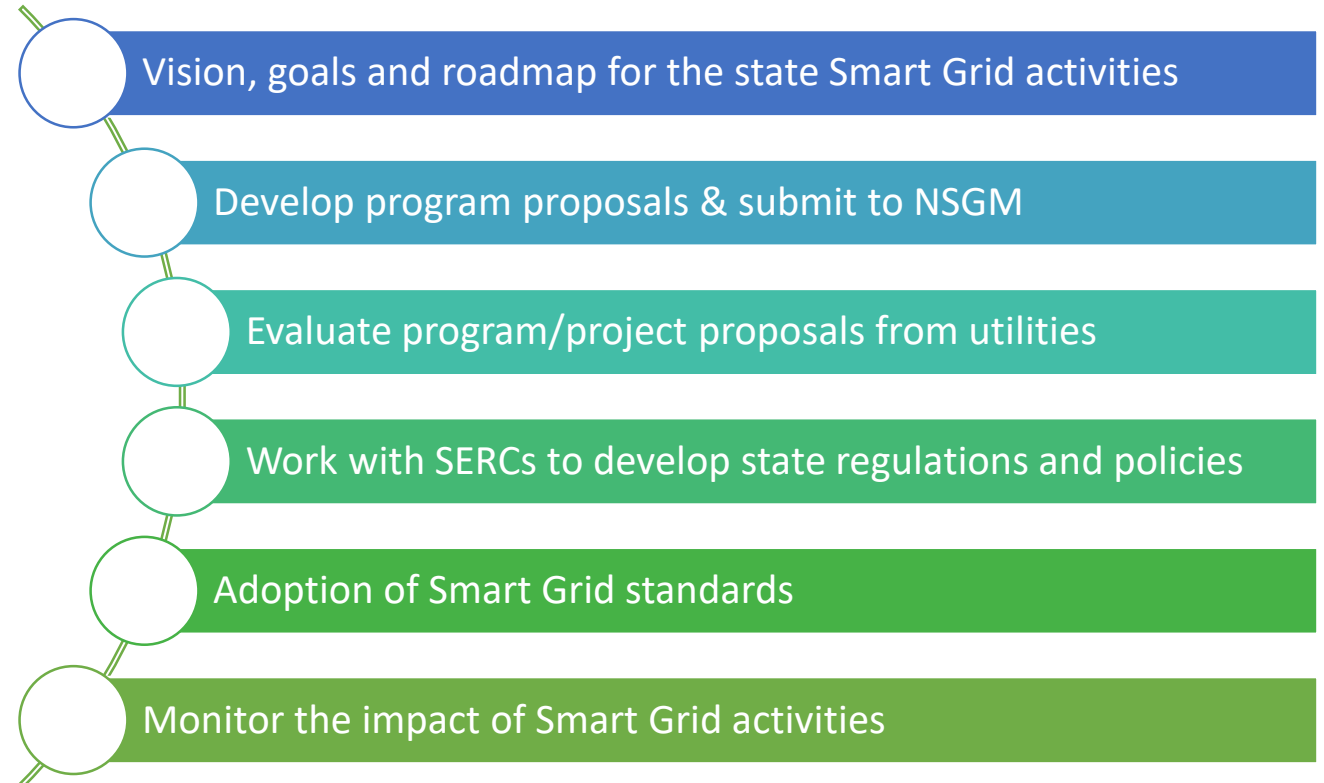 Vision, goals and roadmap for the state Smart Grid activities
Develop program proposals & submit to NSGM
Evaluate program/project proposals from utilities
Work with SERCs to develop state regulations and policies
Adoption of Smart Grid standards
Monitor the impact of Smart Grid activities